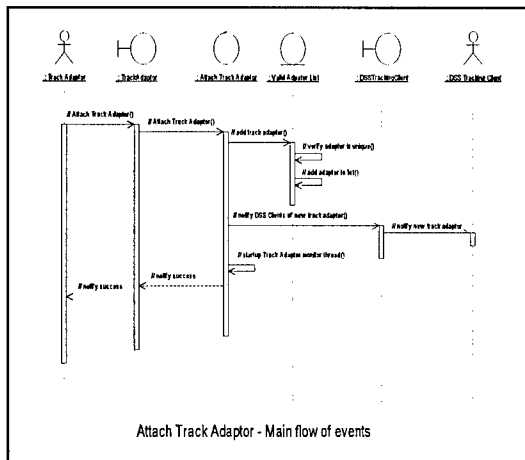 : Track Adaptor
: TrackAdaptor
: Attach Track Adaptor
: Valid Adaptor List
: DSSTrackingClient
: DSS Tracking Client
// Attach Track Adaptor()
// Attach Track Adaptor()
// add track adaptor()
// verify adaptor is unique()
// add adaptor to list()
// notify DSS Clients of new track adaptor()
// notify new track adaptor
// startup Track Adaptor monitor thread()
// notify success
// notify success
Attach Track Adaptor - Main flow of events